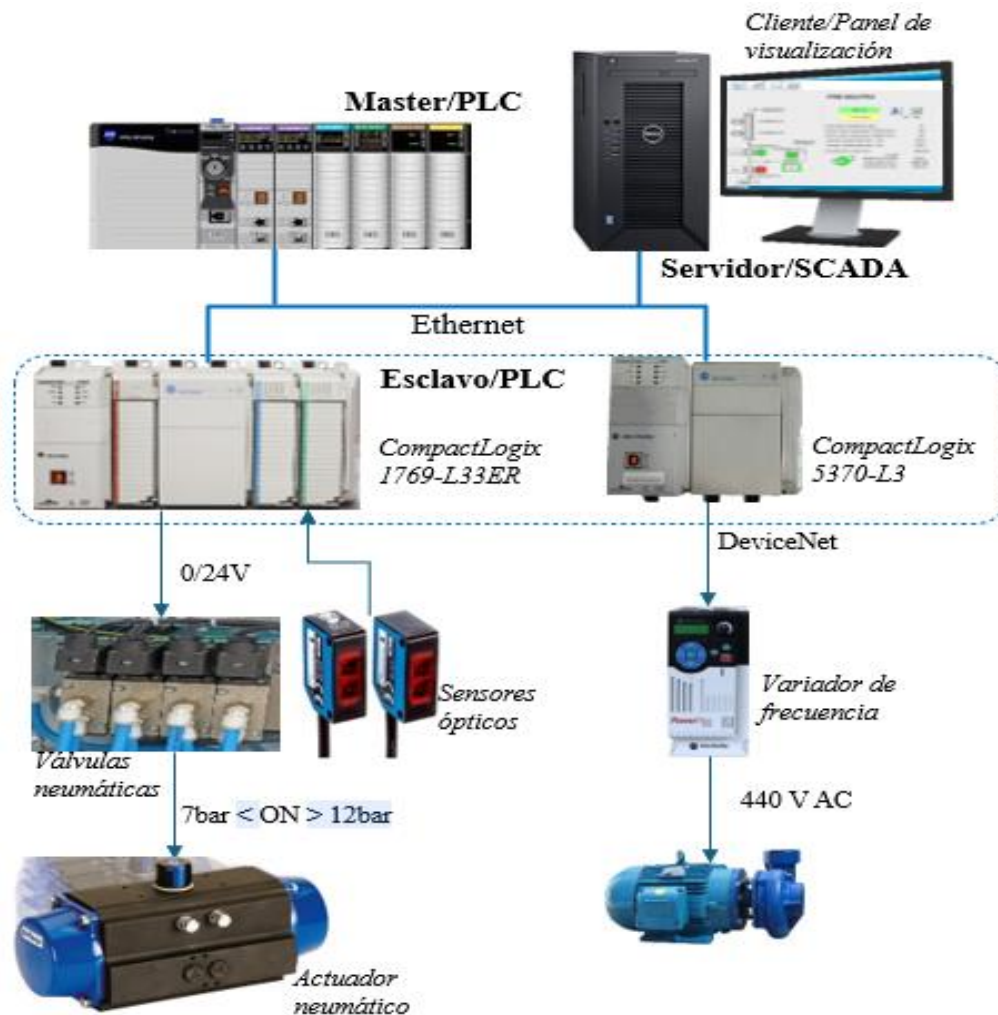 Cliente/Panel de
visualización
Master/PLC
DELL
Servidor/SCADA
Ethernet
Esclavo/PLC
CompactLogix
1769-L33ER
CompactLogix
5370-L3
0/24V
DeviceNet
Sensores
ópticos
Variador de
frecuencia
Válvulas
neumáticas
7bar < ON > 12bar
440 V AC
Actuador
neumático